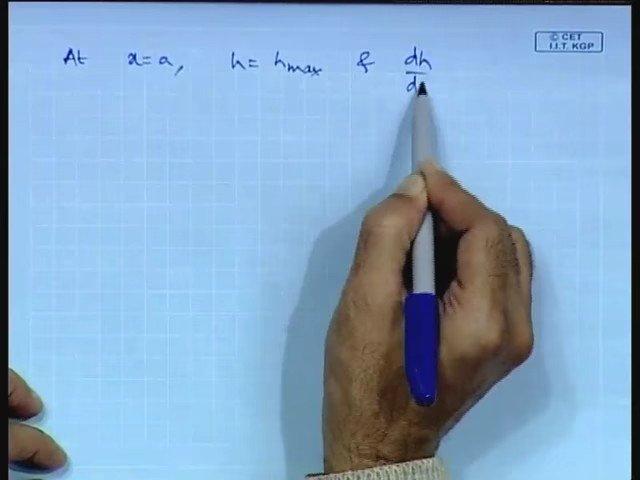 At x=a, h= hmax & dh/d
© CET
I.I.T. KGP